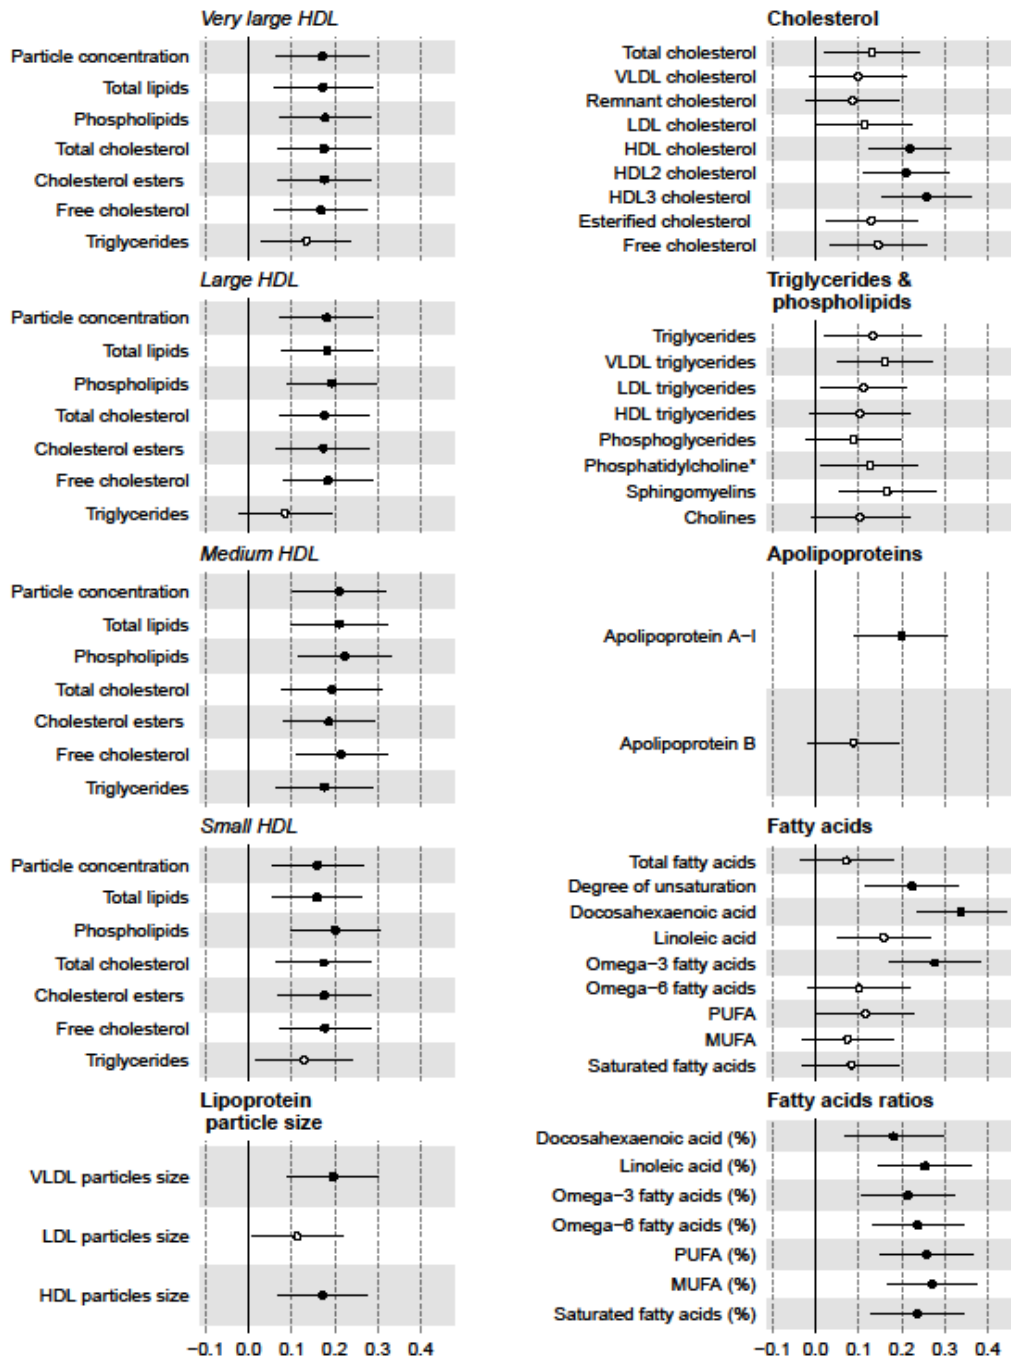 Very large HDL
Particle concentration
Total lipids
Phospholipids
Total cholesterol
Cholesterol esters
Free cholesterol
Triglycerides
Large HDL
Particle concentration
Total lipids
Phospholipids
Total cholesterol
Cholesterol esters
Free cholesterol
Triglycerides
Medium HDL
Particle concentration
Total lipids
Phospholipids
Total cholesterol
Cholesterol esters
Free cholesterol
Triglycerides
Small HDL
Particle concentration
Total lipids
Phospholipids
Total cholesterol
Cholesterol esters
Free cholesterol
Triglycerides
Lipoprotein
particle size
VLDL particles size
LDL particles size
HDL particles size
−0.1 0.0 0.1 0.2 0.3 0.4
Cholesterol
Total cholesterol
VLDL cholesterol
Remnant cholesterol
LDL cholesterol
HDL cholesterol
HDL2 cholesterol
HDL3 cholesterol
Esterified cholesterol
Free cholesterol
Triglycerides &
phospholipids
Triglycerides
VLDL triglycerides
LDL triglycerides
HDL triglycerides
Phosphoglycerides
Phosphatidylcholine*
Sphingomyelins
Cholines
Apolipoproteins
Apolipoprotein A−I
Apolipoprotein B
Fatty acids
Total fatty acids
Degree of unsaturation
Docosahexaenoic acid
Linoleic acid
Omega−3 fatty acids
Omega−6 fatty acids
PUFA
MUFA
Saturated fatty acids
Fatty acids ratios
Docosahexaenoic acid (%)
Linoleic acid (%)
Omega−3 fatty acids (%)
Omega−6 fatty acids (%)
PUFA (%)
MUFA (%)
Saturated fatty acids (%)
−0.1 0.0 0.1 0.2 0.3 0.4